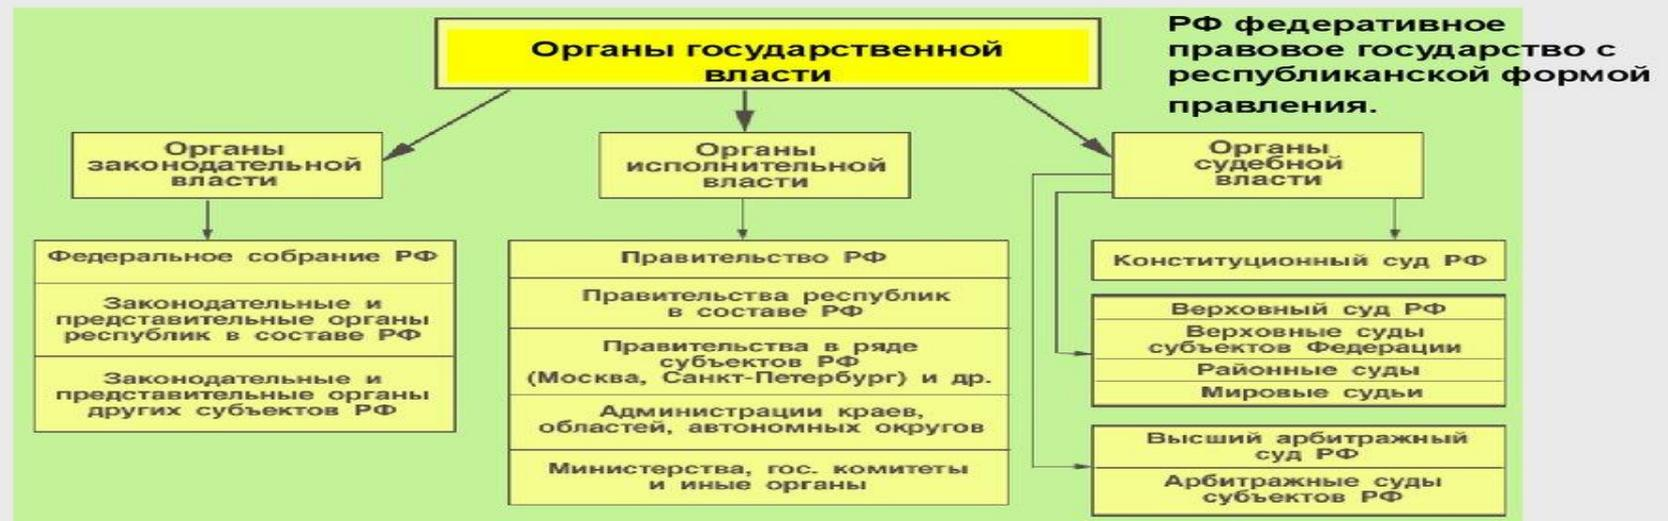 Органы государственной
власти
РФ федеративное
правовое государство с
республиканской формой
правления.
Органы
законодательной
власти
Федеральное собрание РФ
Законодательные и
представительные органы
республик в составе РФ
Законодательные и
представительные органы
других субъектов РФ
Органы
исполнительной
власти
Правительство РФ
Правительства республик
в составе РФ
Правительства в ряде
субъектов РФ
(Москва, Санкт-Петербург) и др.
Администрации краев,
областей, автономных округов
Министерства, гос. комитеты
и иные органы
Органы
судебной
власти
Конституционный суд РФ
Верховный суд РФ
Верховные суды
субъектов Федерации
Районные суды
Мировые судьи
Высший арбитражный
суд РФ
Арбитражные суды
субъектов РФ